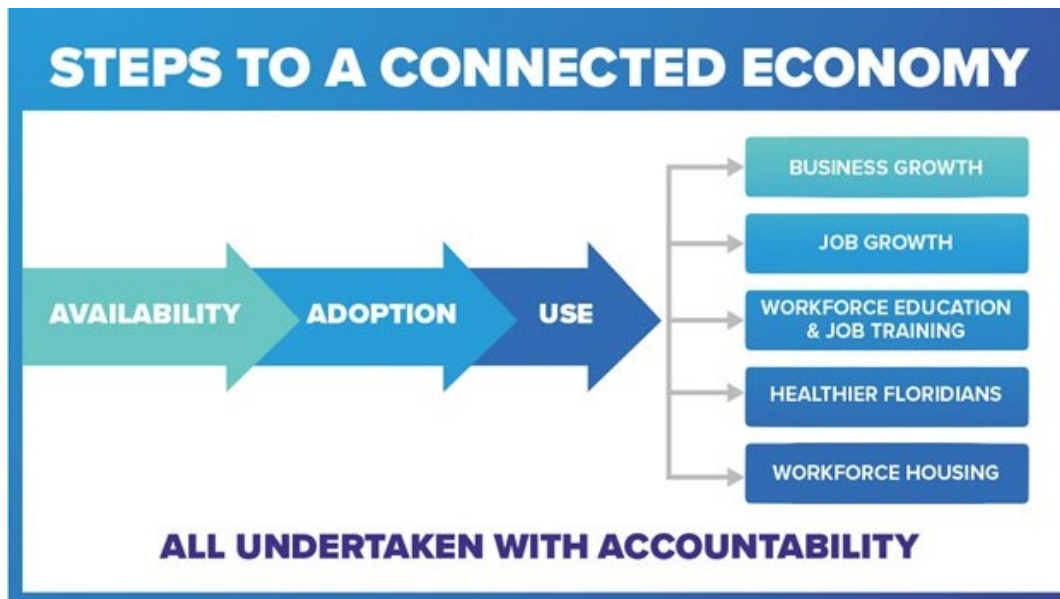 STEPS TO A CONNECTED ECONOMY
AVAILABILITY
ADOPTION
USE
BUSINESS GROWTH
JOB GROWTH
WORKFORCE EDUCATION
& JOB TRAINING
HEALTHIER FLORIDIANS
WORKFORCE HOUSING
ALL UNDERTAKEN WITH ACCOUNTABILITY